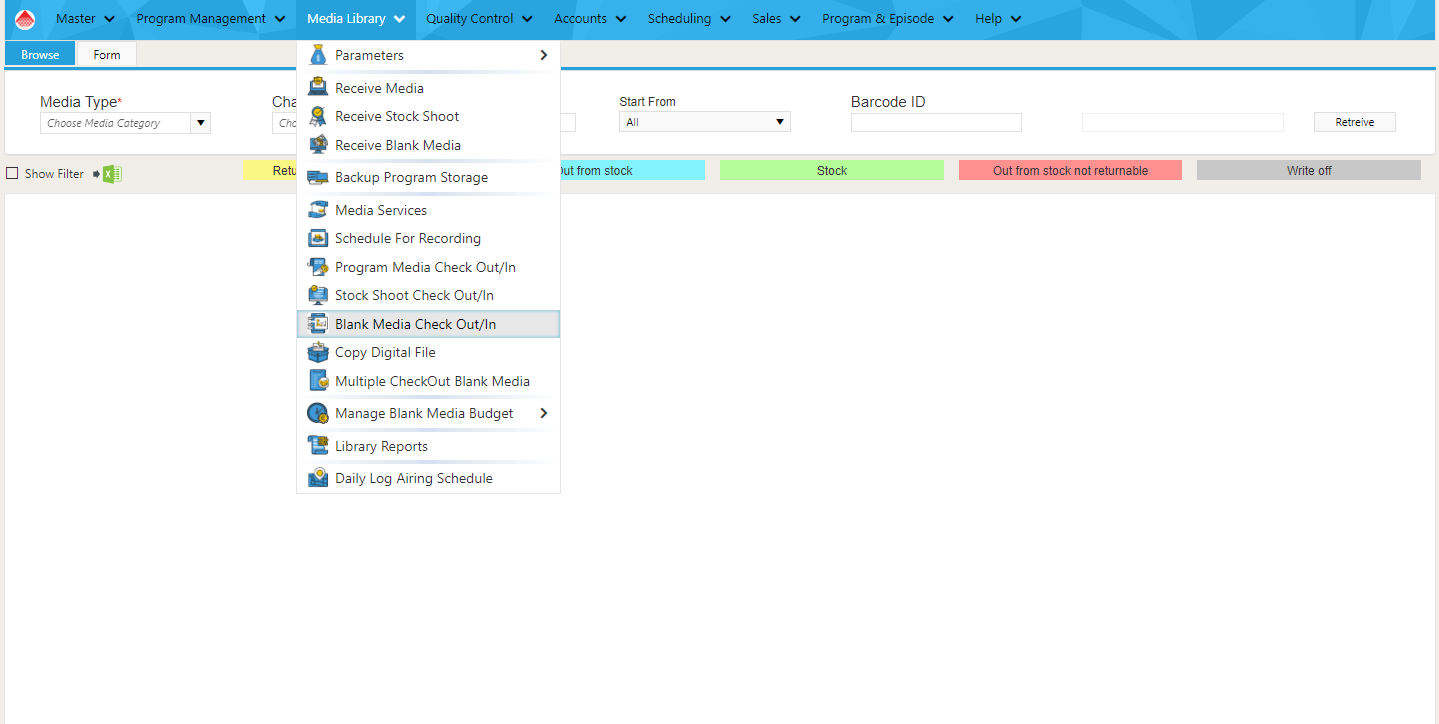 Master Program Management Media Library Quality Control Accounts Scheduling Sales Program & Episode Help
Browse Form
Parameters
Receive Media
Receive Stock Shoot
Receive Blank Media
Backup Program Storage
Media Services
Schedule For Recording
Program Media Check Out/In
Stock Shoot Check Out/In
Blank Media Check Out/In
Copy Digital File
Multiple CheckOut Blank Media
Manage Blank Media Budget
Library Reports
Daily Log Airing Schedule
Media Type* Start From Barcode ID
Choose Media Category All Retreive
Show Filter from stock Stock Out from stock not returnable Write off